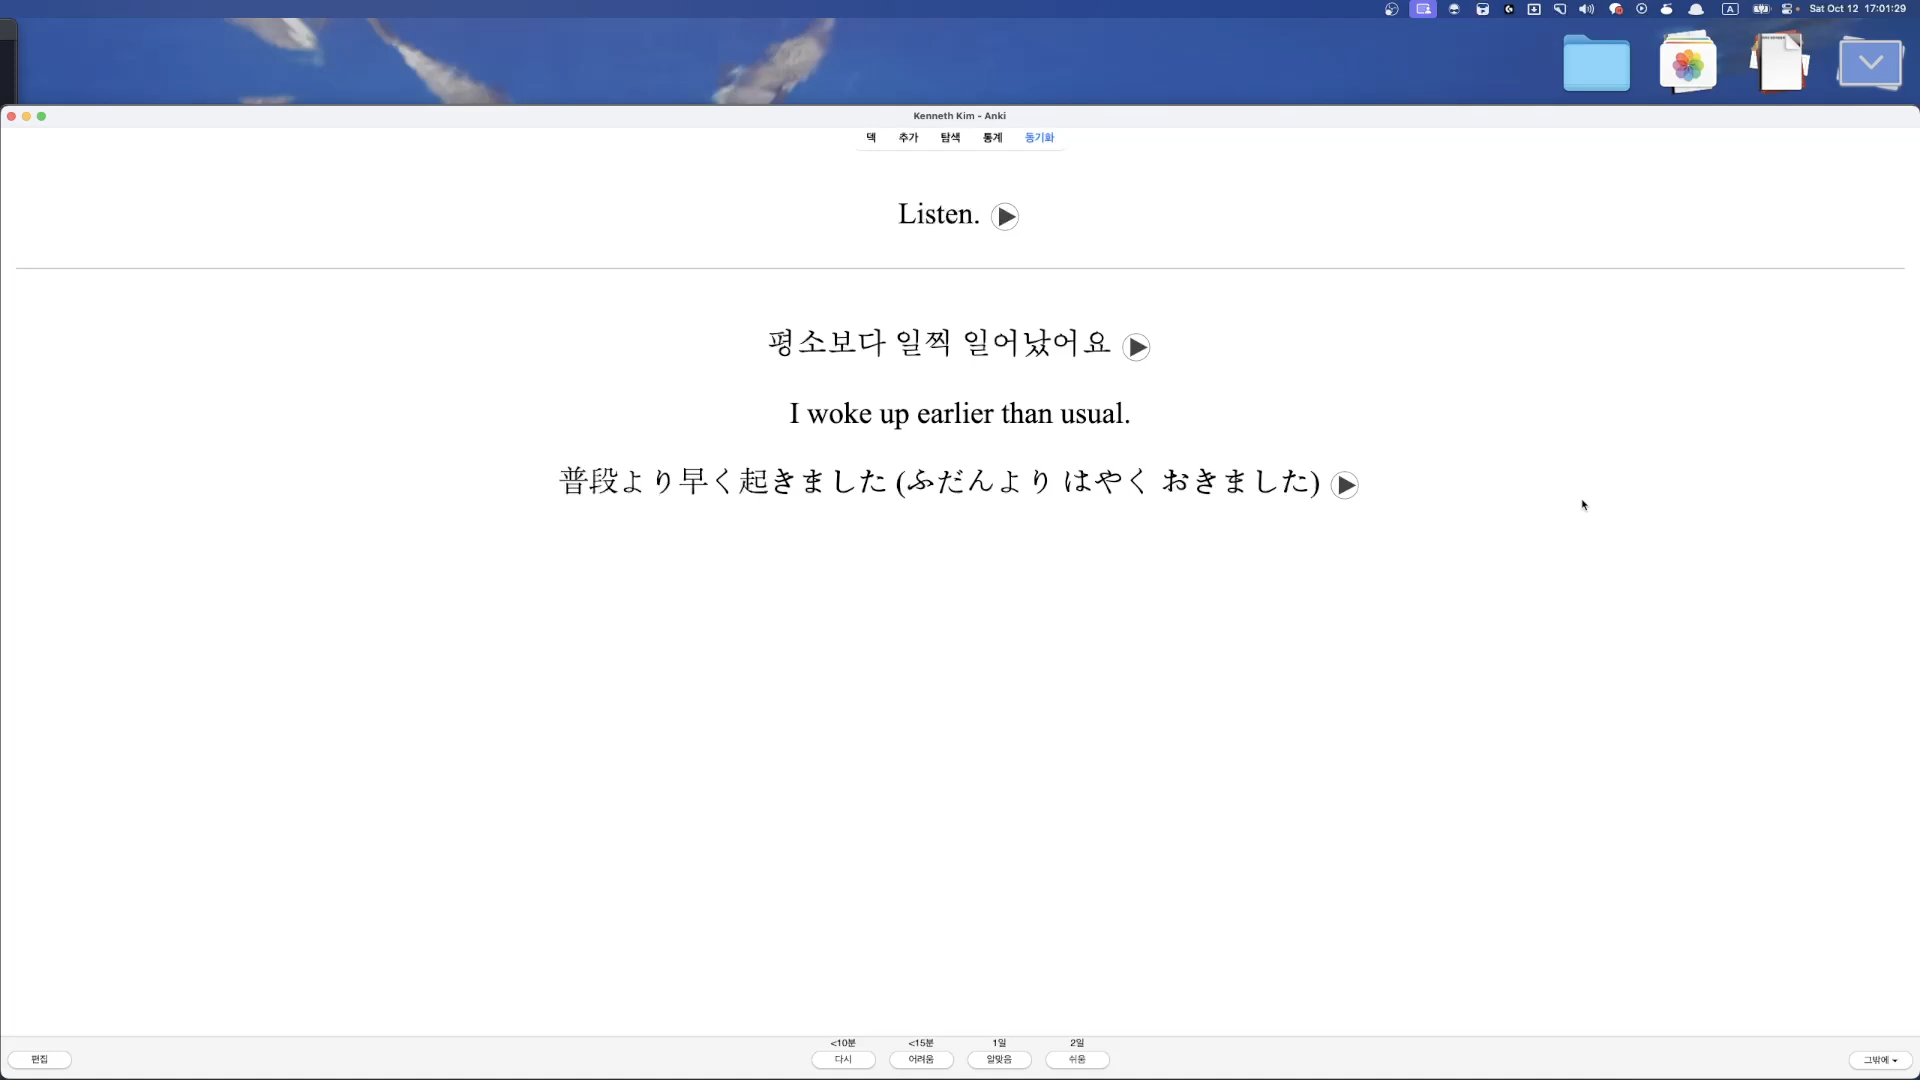 Sat Oct 12 17:01:29
Kenneth Kim - Anki
덱 추가 탐색 통계 동기화
Listen.
평소보다 일찍 일어났어요
I woke up earlier than usual.
普段より早く起きました (ふだんより はやく おきました)
<10분 <15분 1일 2일
편집 다시 어려움 알맞음 쉬움 그밖에